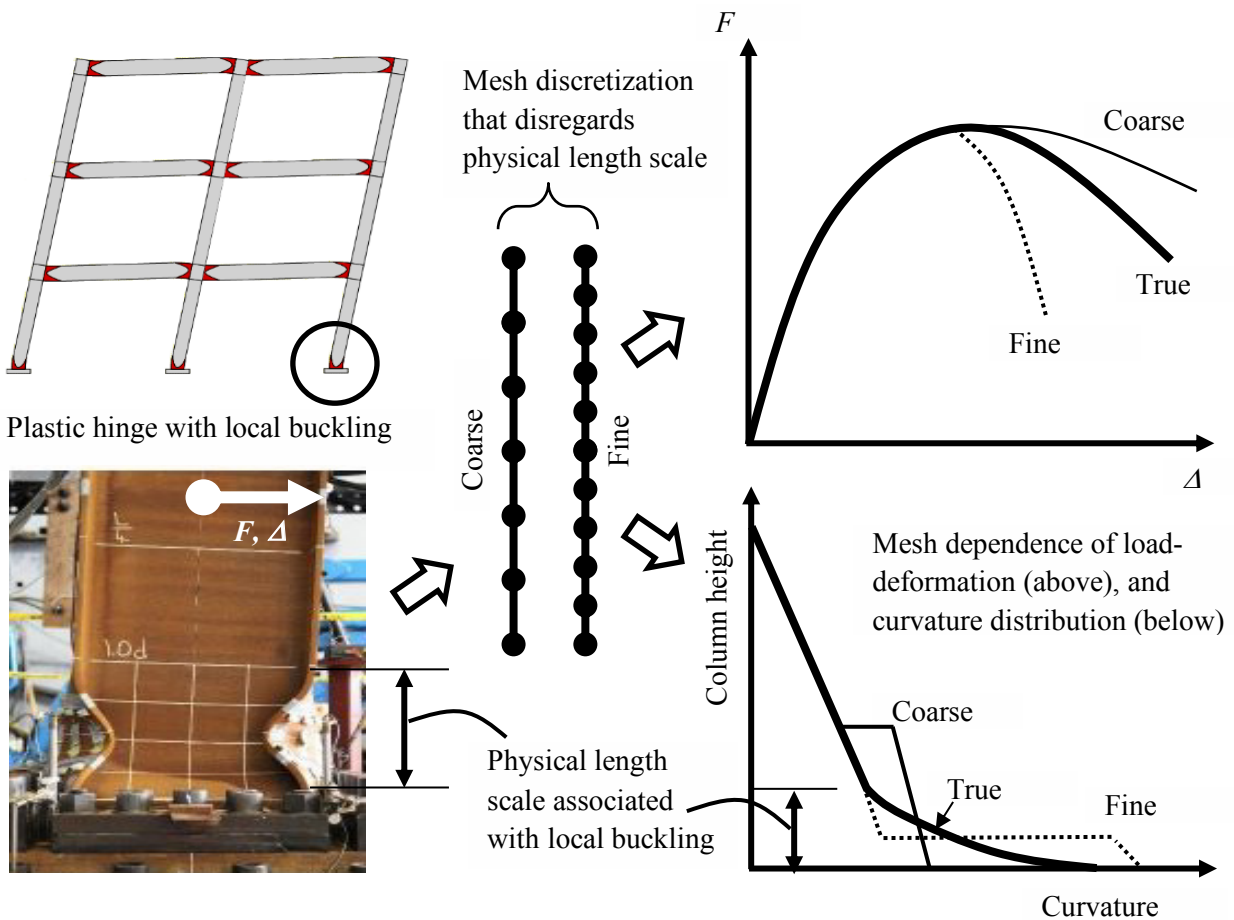 F
Mesh discretization
that disregards
physical length scale
Coarse
True
Fine
Δ
Plastic hinge with local buckling
Coarse
Fine
F, Δ
1.0d
Column height
Mesh dependence of load-
deformation (above), and
curvature distribution (below)
Coarse
True
Fine
Physical length
scale associated
with local buckling
Curvature